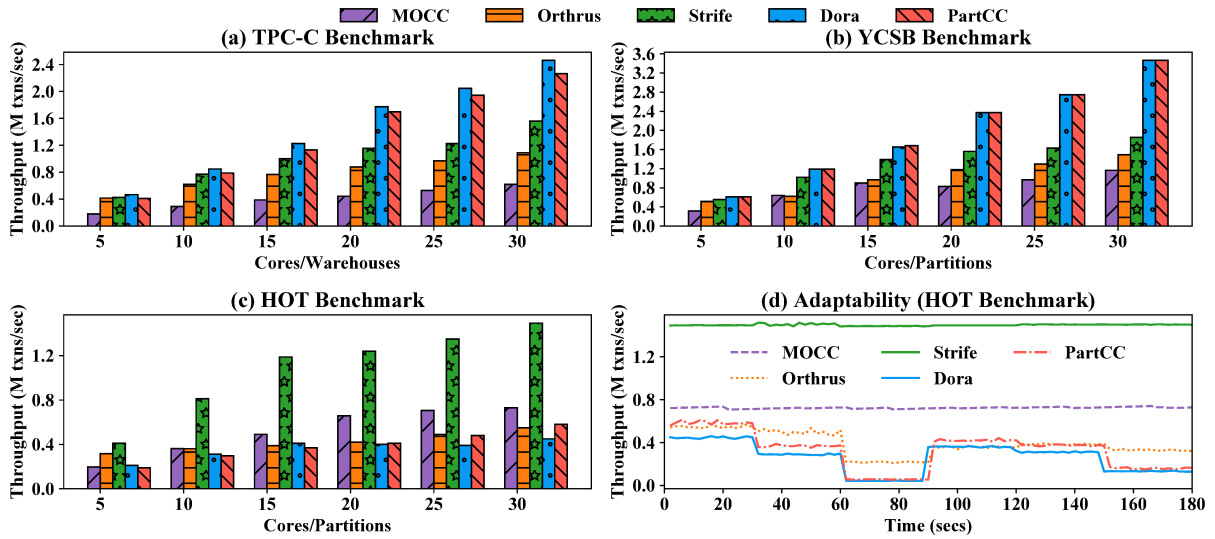 MOCC Orthrus Strife Dora PartCC
(a) TPC-C Benchmark
Throughput (M txns/sec)
2.4
2.0
1.6
1.2
0.8
0.4
0.0
5 10 15 20 25 30
Cores/Warehouses
(b) YCSB Benchmark
Throughput (M txns/sec)
3.6
3.2
2.8
2.4
2.0
1.6
1.2
0.8
0.4
0.0
5 10 15 20 25 30
Cores/Partitions
(c) HOT Benchmark
Throughput (M txns/sec)
1.2
0.8
0.4
0.0
5 10 15 20 25 30
Cores/Partitions
(d) Adaptability (HOT Benchmark)
Throughput (M txns/sec)
1.2
0.8
0.4
0.0
MOCC Strife PartCC
Orthrus Dora
0 20 40 60 80 100 120 140 160 180
Time (secs)